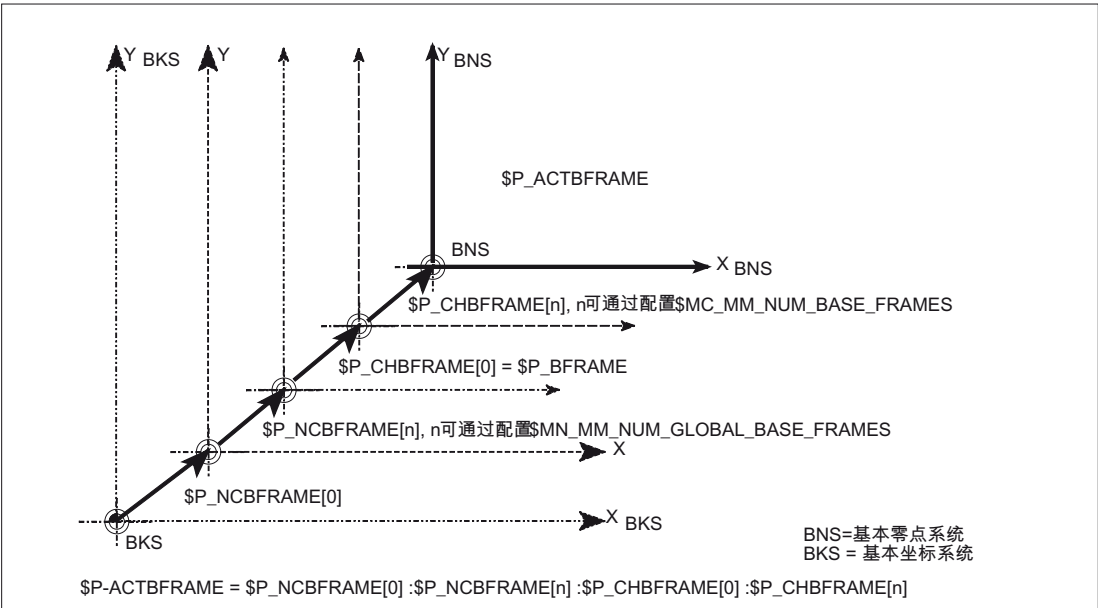 Y BKS
Y
Y BNS
$P_ACTBFRAME
BNS
X BNS
$P_CHBFRAME[n], n可通过配置$MC_MM_NUM_BASE_FRAMES
$P_CHBFRAME[0] = $P_BFRAME
$P_NCBFRAME[n], n可通过配置$MN_MM_NUM_GLOBAL_BASE_FRAMES
X
$P_NCBFRAME[0]
X BKS
BKS
BNS=基本零点系统
BKS = 基本坐标系统
$P-ACTBFRAME = $P_NCBFRAME[0] :$P_NCBFRAME[n] :$P_CHBFRAME[0] :$P_CHBFRAME[n]